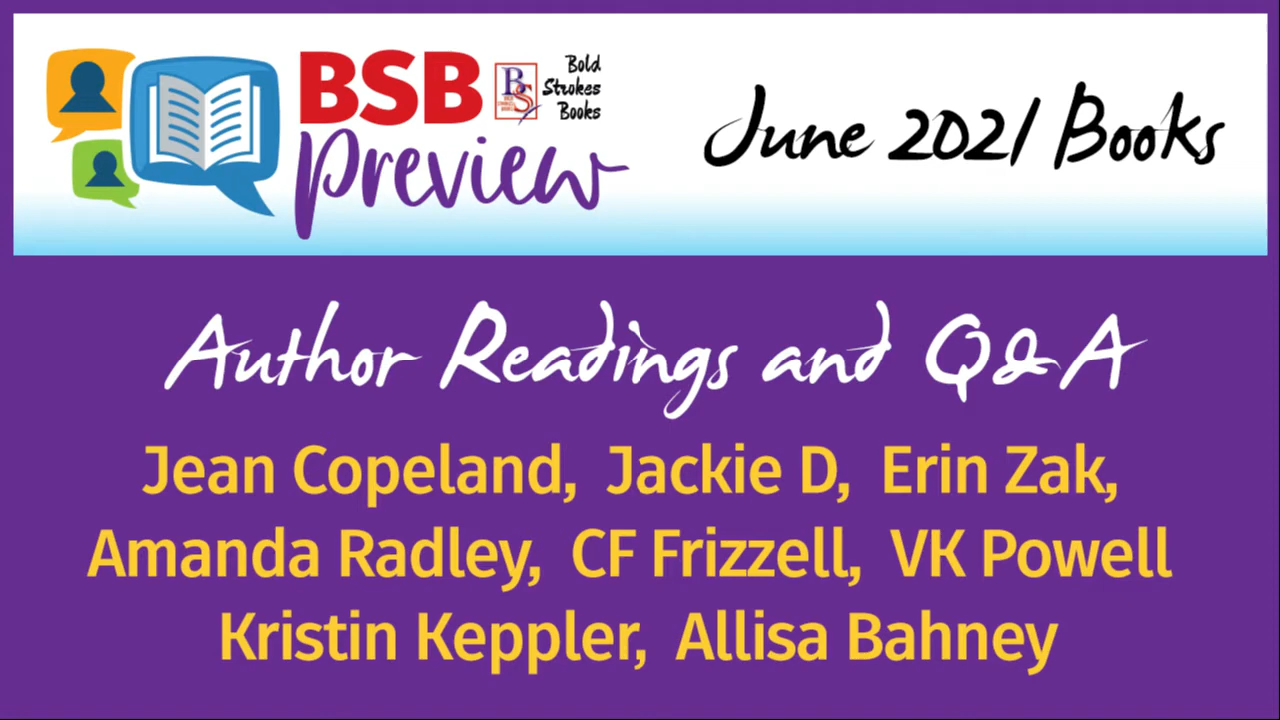 BSB
BS
Bold
Strokes
Books
Preview
June 2021 Books
Author Readings and Q&A
Jean Copeland, Jackie D, Erin Zak,
Amanda Radley, CF Frizzell, VK Powell
Kristin Keppler, Allisa Bahney